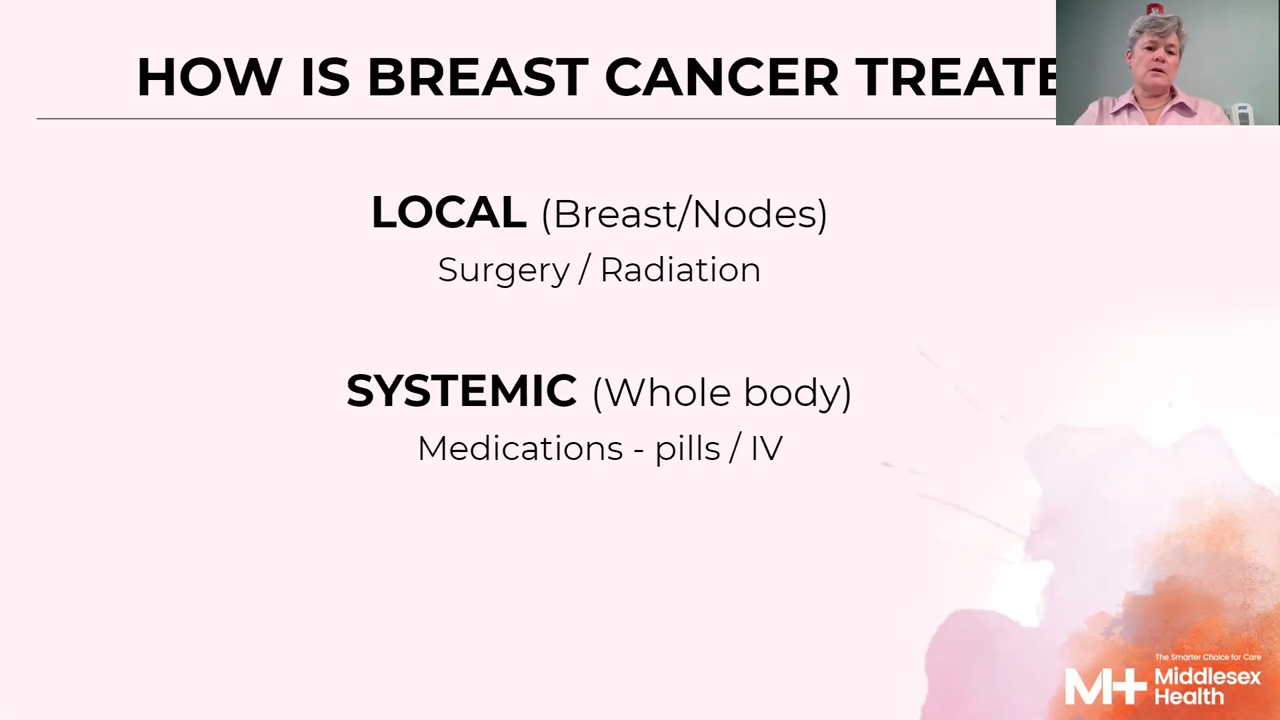 HOW IS BREAST CANCER TREATE
LOCAL (Breast/Nodes)
Surgery / Radiation
SYSTEMIC (Whole body)
Medications - pills / IV
The Smarter Choice for Care
M+ Middlesex
Health